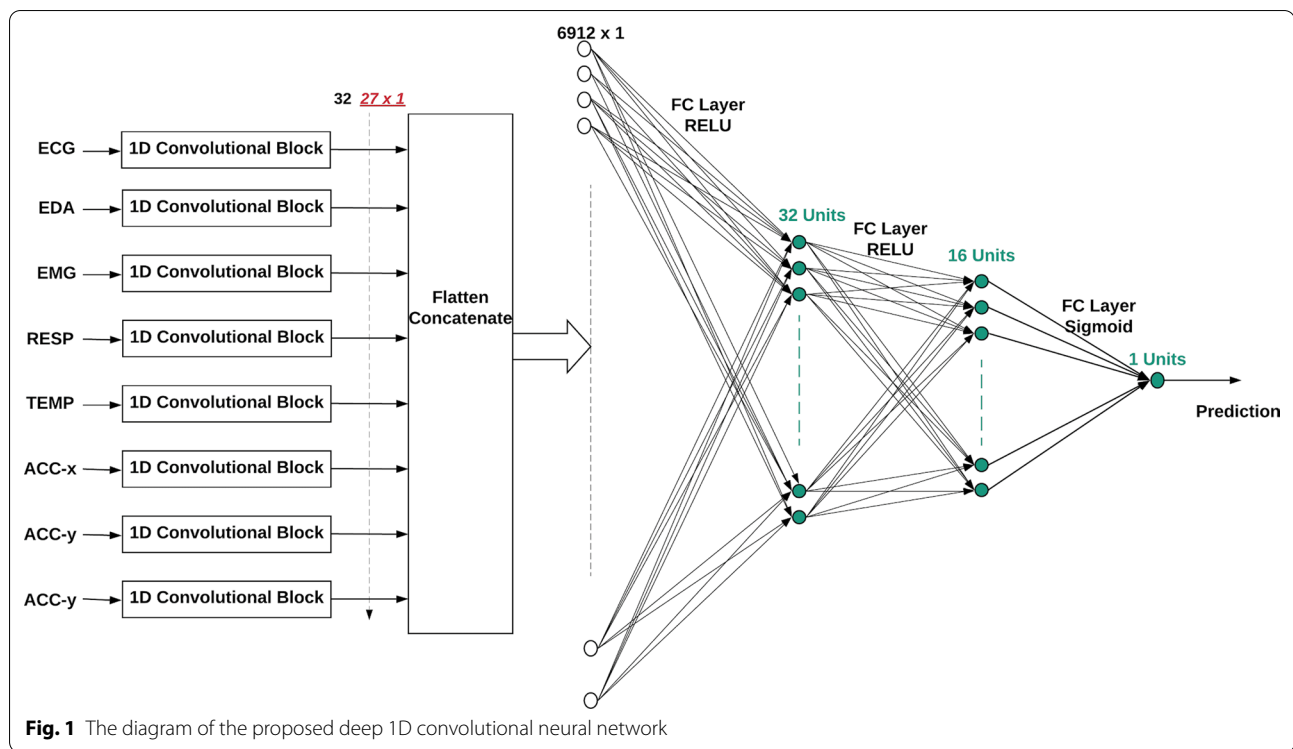 6912 x 1
32 27 x 1
FC Layer
RELU
ECG
1D Convolutional Block
EDA
1D Convolutional Block
EMG
1D Convolutional Block
RESP
1D Convolutional Block
TEMP
1D Convolutional Block
ACC-x
1D Convolutional Block
ACC-y
1D Convolutional Block
ACC-y
1D Convolutional Block
Flatten
Concatenate
32 Units
FC Layer
RELU
16 Units
FC Layer
Sigmoid
1 Units
Prediction
Fig. 1 The diagram of the proposed deep 1D convolutional neural network